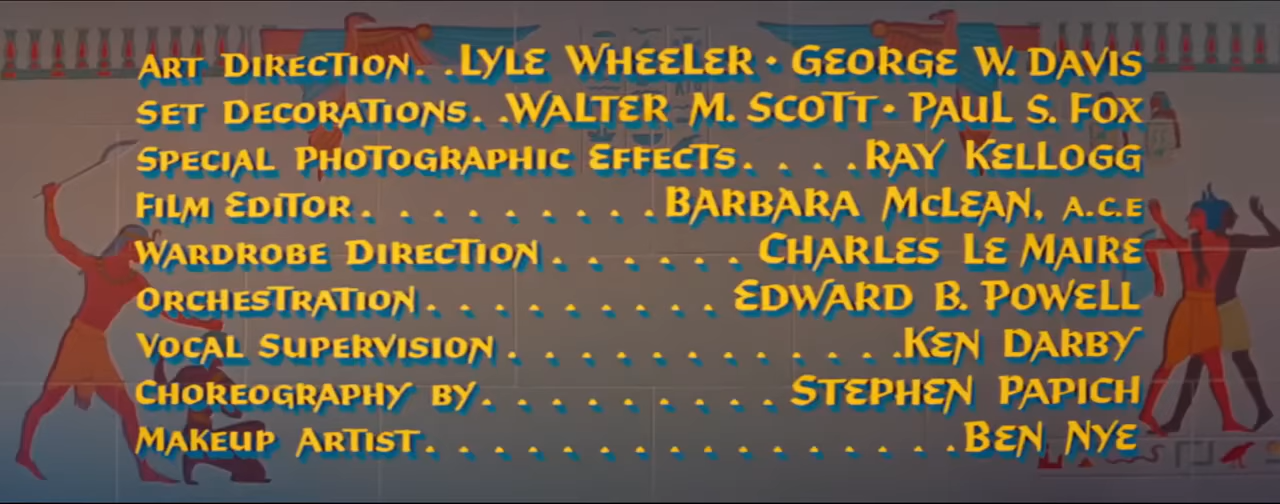 Art Direction. . .Lyle Wheeler · George W. Davis
Set Decorations. . .Walter M. Scott · Paul S. Fox
Special Photographic Effects. . . . .Ray Kellogg
Film Editor. . . . . . . . . .Barbara McLean, A.C.E
Wardrobe Direction. . . . . . . Charles Le Maire
Orchestration. . . . . . . . . . . Edward B. Powell
Vocal Supervision. . . . . . . . . . . . .Ken Darby
Choreography by. . . . . . . . . Stephen Papich
Makeup Artist. . . . . . . . . . . . . . . . .Ben Nye